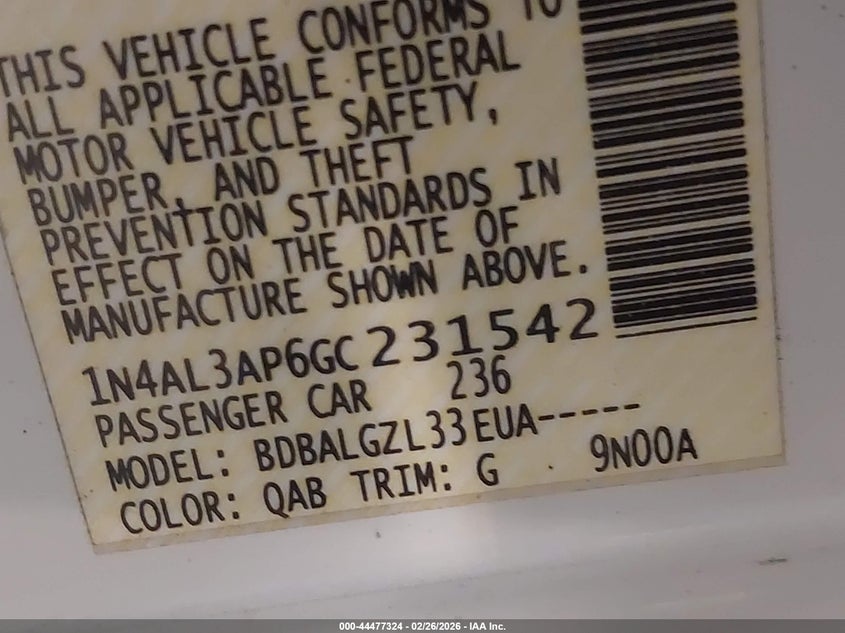 THIS VEHICLE CONFORMS TO
ALL APPLICABLE FEDERAL
MOTOR VEHICLE SAFETY,
BUMPER, AND THEFT
PREVENTION STANDARDS IN
EFFECT ON THE DATE OF
MANUFACTURE SHOWN ABOVE.
1N4AL3AP6GC231542
PASSENGER CAR 236
MODEL: BDBALGZL33EUA-----
COLOR: QAB TRIM: G 9N00A
000-44477324 - 02/26/2026 - IAA Inc.